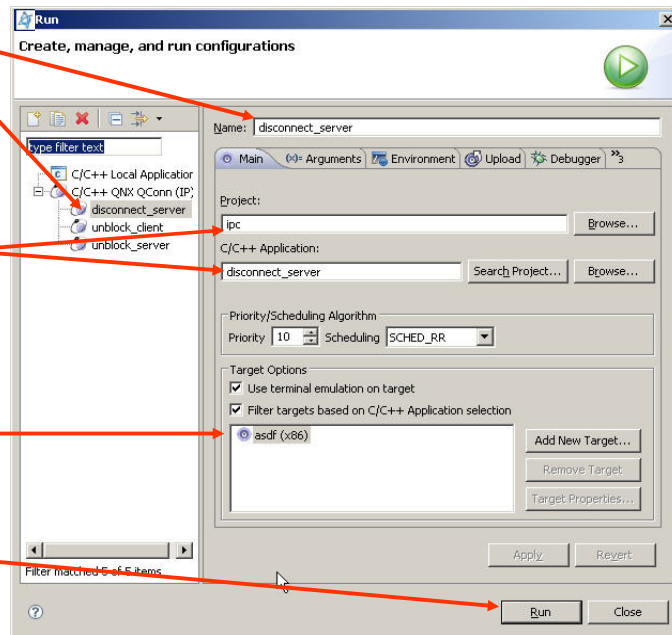 Run
Create, manage, and run configurations
Name: disconnect_server
type filter text
C/C++ Local Application
C/C++ QNX QConn (IP)
disconnect_server
unblock_client
unblock_server
Filter matched 5 of 5 items
Main (x)= Arguments Environment Upload Debugger »3
Project:
ipc Browse...
C/C++ Application:
disconnect_server Search Project... Browse...
Priority/Scheduling Algorithm
Priority 10 Scheduling SCHED_RR
Target Options
Use terminal emulation on target
Filter targets based on C/C++ Application selection
asdf (x86)
Add New Target...
Remove Target
Target Properties...
Apply Revert
Run Close